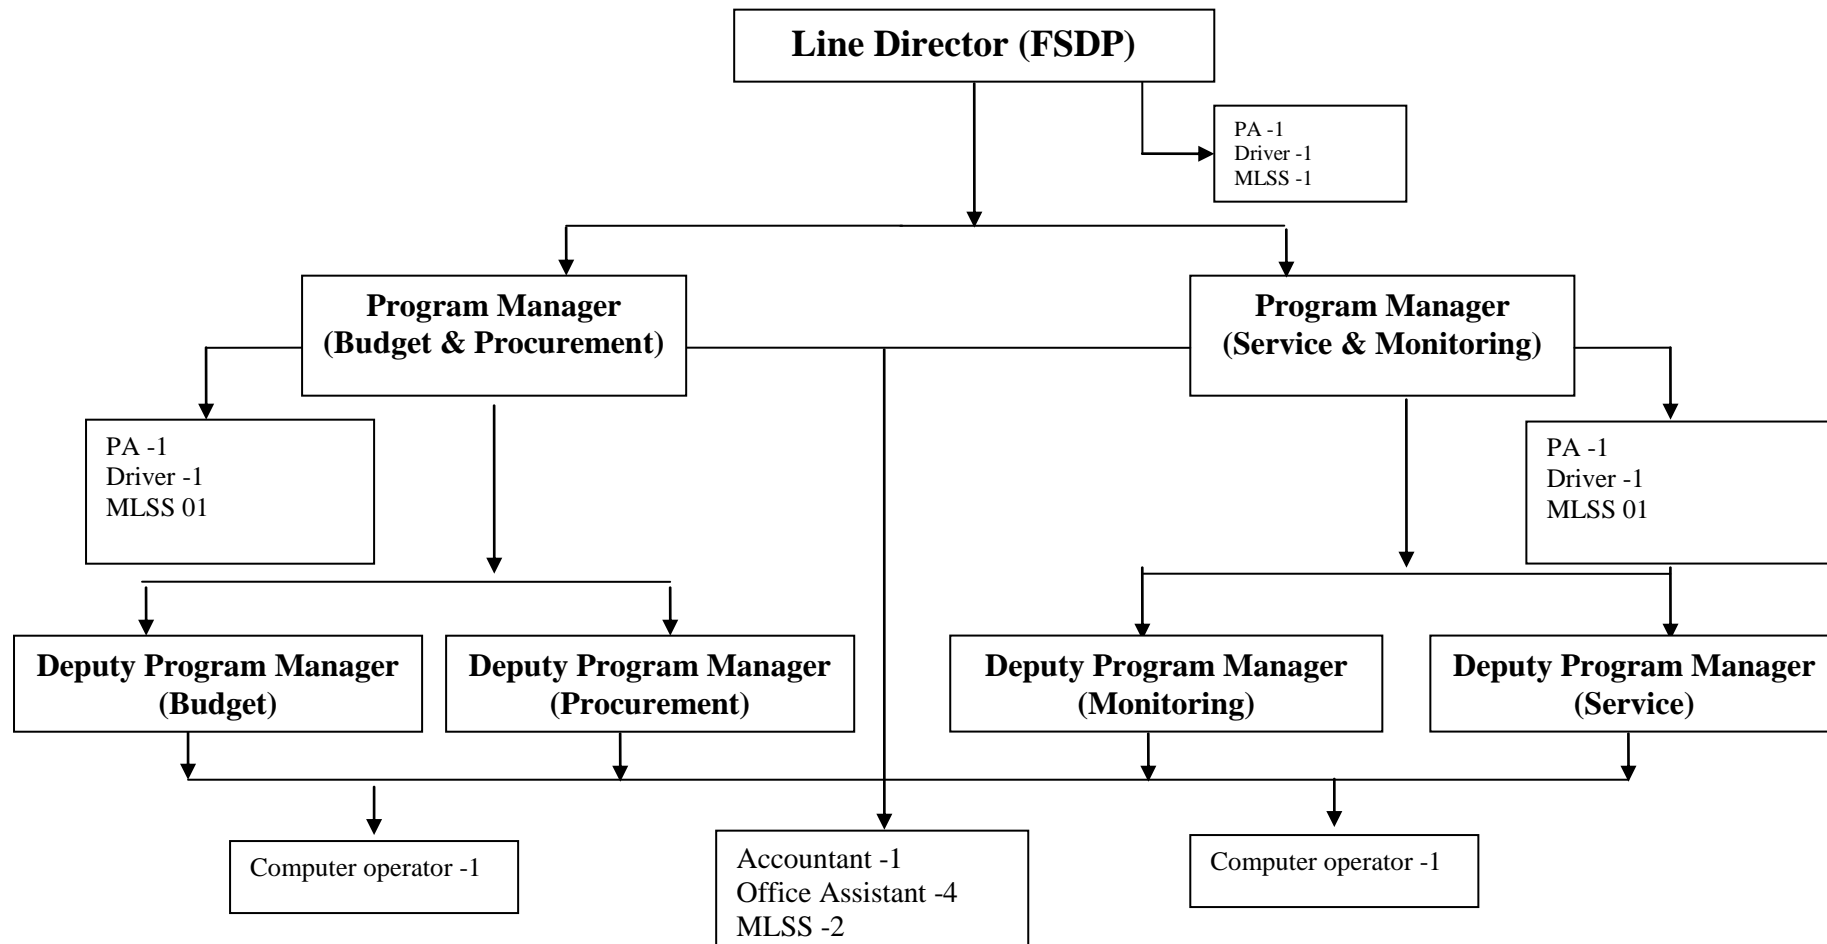 Line Director (FSDP)
PA -1
Driver -1
MLSS -1
Program Manager
(Budget & Procurement)
Program Manager
(Service & Monitoring)
PA -1
Driver -1
MLSS 01
PA -1
Driver -1
MLSS 01
Deputy Program Manager
(Budget)
Deputy Program Manager
(Procurement)
Deputy Program Manager
(Monitoring)
Deputy Program Manager
(Service)
Computer operator -1
Accountant -1
Office Assistant -4
MLSS -2
Computer operator -1